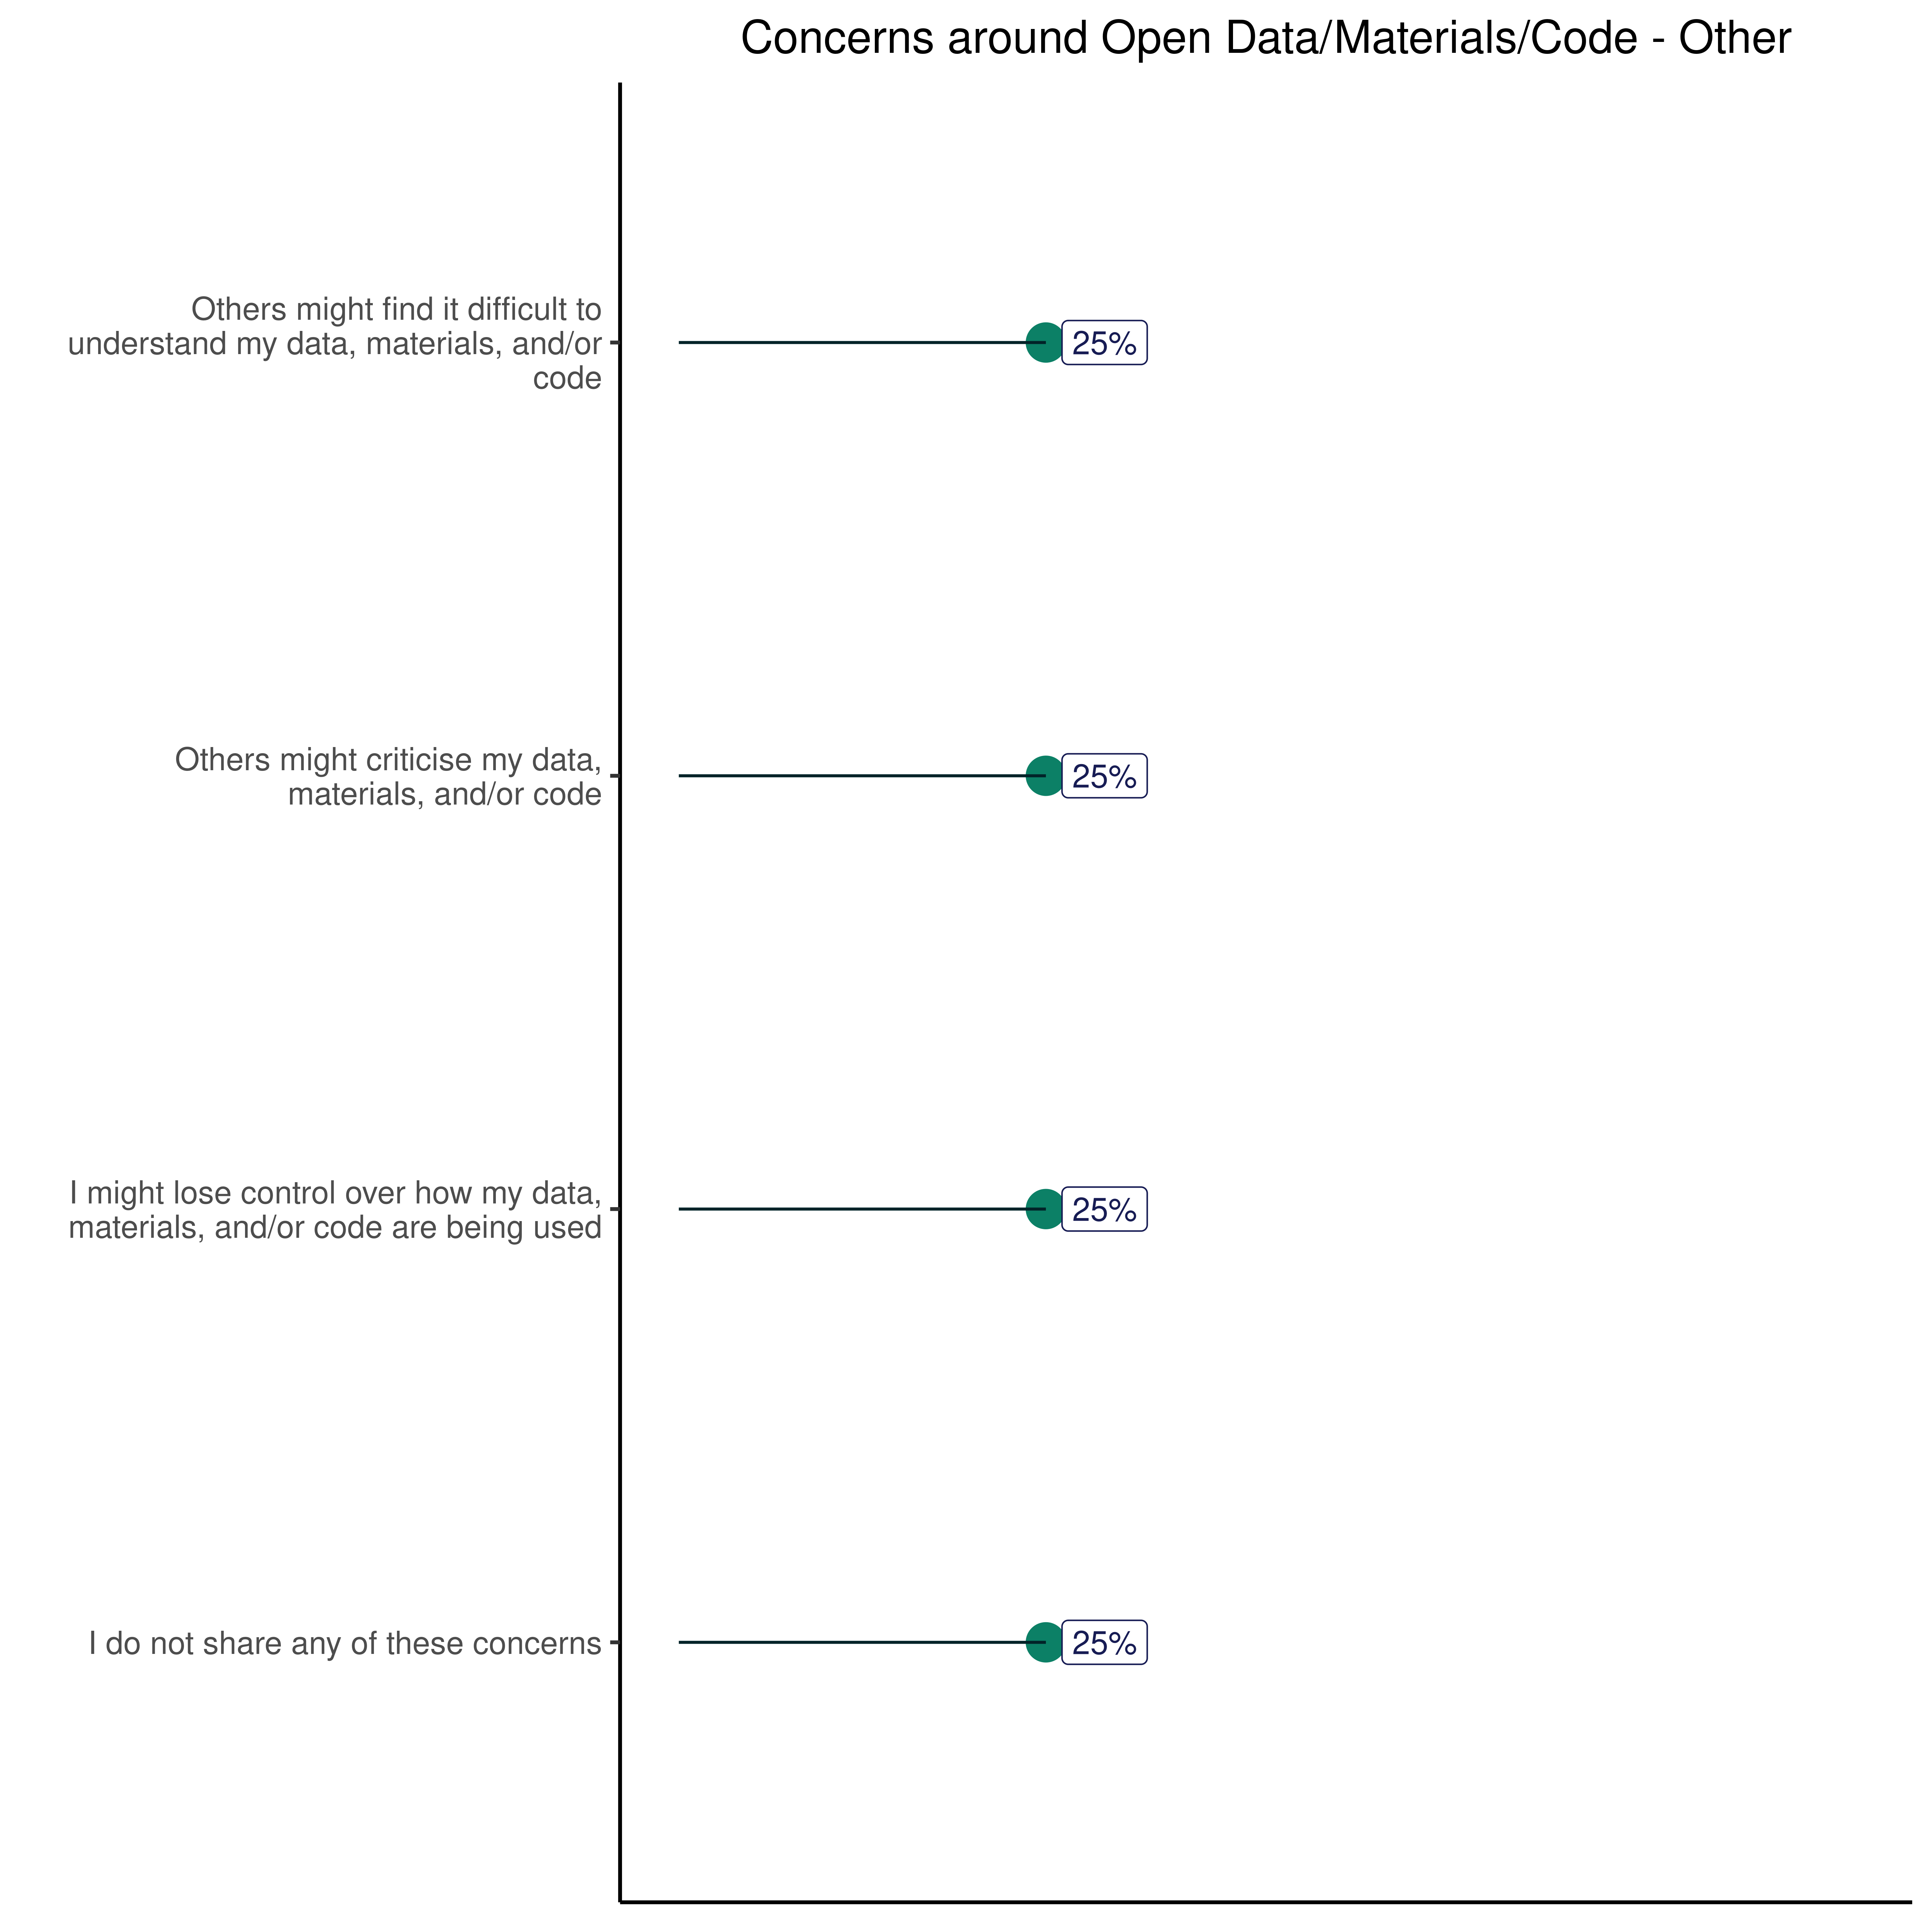 Concerns around Open Data/Materials/Code - Other
Others might find it difficult to
understand my data, materials, and/or
code
25%
Others might criticise my data,
materials, and/or code
25%
I might lose control over how my data,
materials, and/or code are being used
25%
I do not share any of these concerns
25%